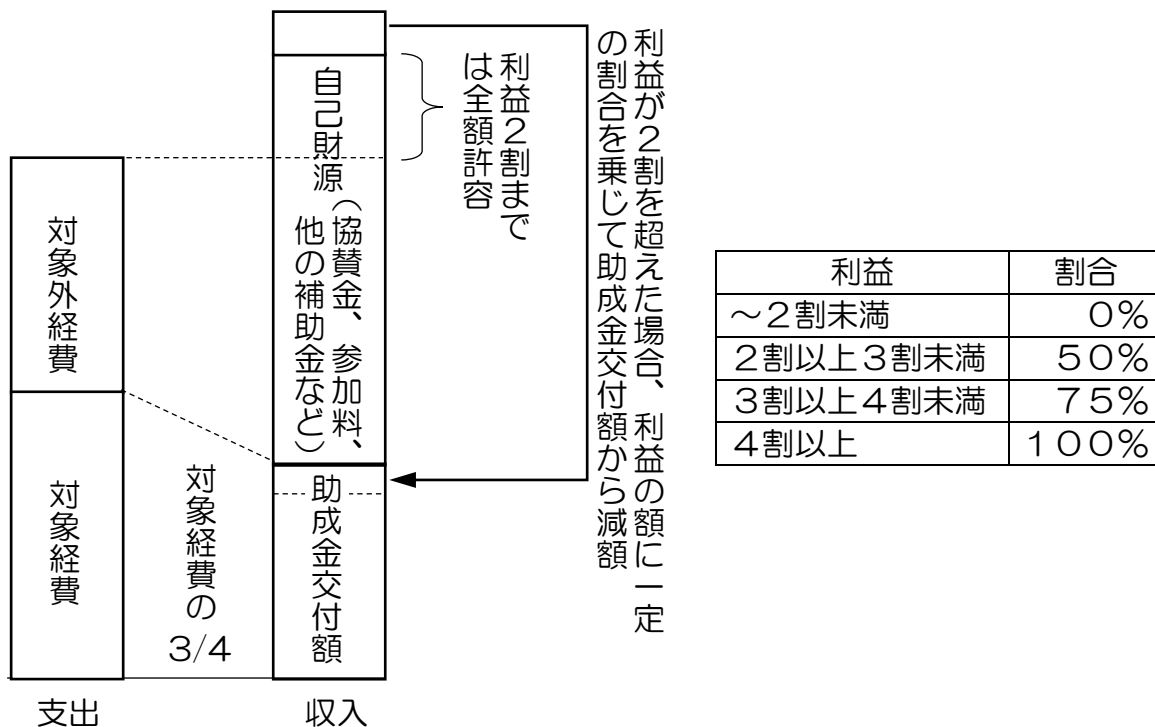 対象外経費
対象経費
支出
対象経費の
3/4
自己財源（協賛金、参加料、
他の補助金など）
助成金交付額
収入
利益２割まで
は全額許容
利益が２割を超えた場合、利益の額に一定
の割合を乗じて助成金交付額から減額
利益 割合
～２割未満 ０％
２割以上３割未満 ５０％
３割以上４割未満 ７５％
４割以上 １００％